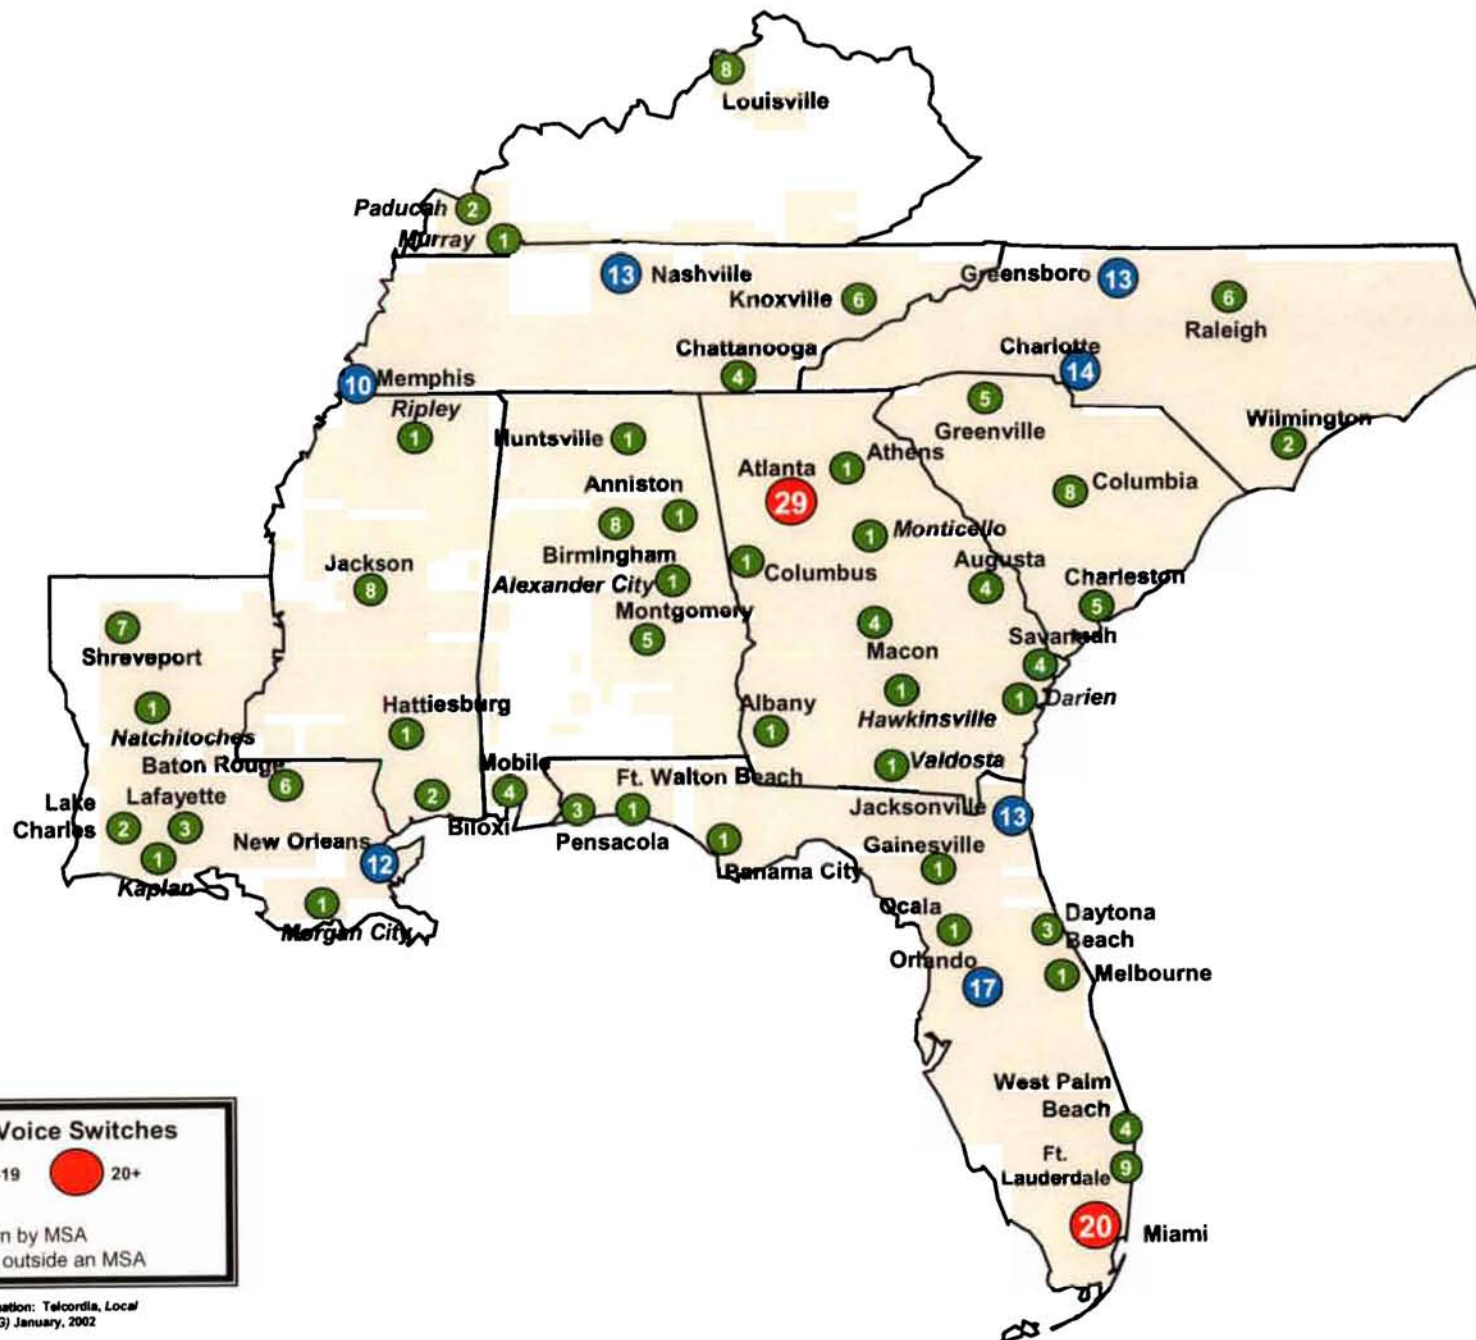 8
Louisville
Paducah 2
Murray 1
13 Nashville
Knoxville 6
Greensboro 13
6
Raleigh
Chattanooga
4
Charlotte
14
10 Memphis
Ripley
1
5
Greenville
Wilmington
2
Huntsville 1
Atlanta
29
1 Athens
8 Columbia
Anniston
1
8
Birmingham
1 Monticello
1
Columbus
Augusta
4
Jackson
8
Alexander City 1
Charleston
5
Montgomery
5
4
Macon
Savannah
4
7
Shreveport
1
Natchitoches
Hattiesburg
1
Albany
1
1
Hawkinsville
1 Darien
Baton Rouge
6
Mobile
4
Ft. Walton Beach
1
1 Valdosta
Lake
Charles 2
Lafayette
3
2
Biloxi
3
Pensacola
Jacksonville
13
1
Kaplan
New Orleans
12
1
Panama City
Gainesville
1
1
Morgan City
Ocala
1
3
Daytona
Beach
Orlando
17
1 Melbourne
West Palm
Beach
4
Ft.
Lauderdale 9
20
Miami
Voice Switches
19
20+
n by MSA
outside an MSA
ation: Telcordia, Local
G) January, 2002